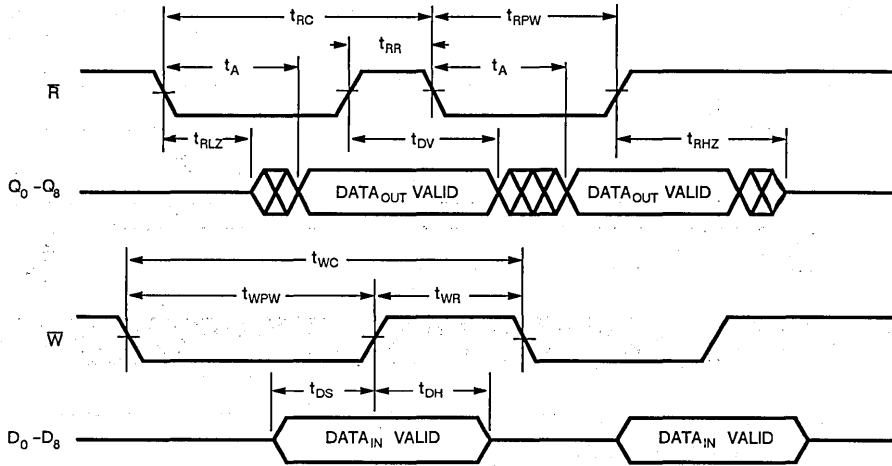 tRC tRPW
tRR
tA tA
R̅
tRLZ tDV tRHZ
Q0-Q8 DATAOUT VALID DATAOUT VALID
tWC
tWPW tWR
W̅
tDS tDH
D0-D8 DATAIN VALID DATAIN VALID